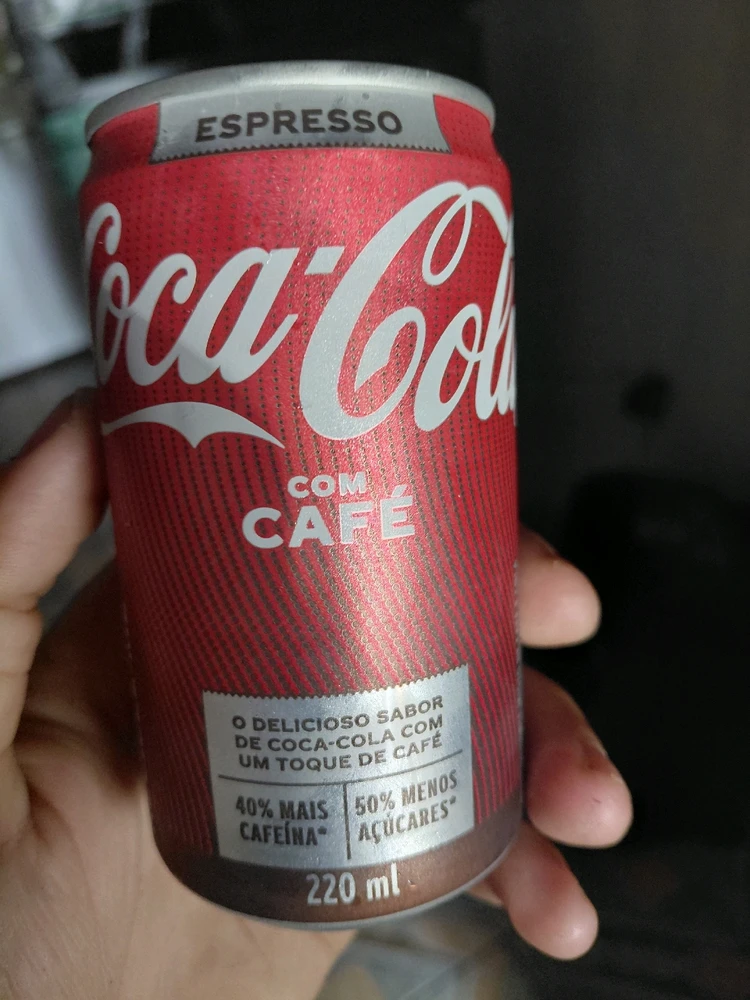 ESPRESSO
Coca-Cola
COM
CAFÉ
O DELICIOSO SABOR
DE COCA-COLA COM
UM TOQUE DE CAFÉ
40% MAIS
CAFEÍNA*
50% MENOS
AÇÚCARES*
220 ml